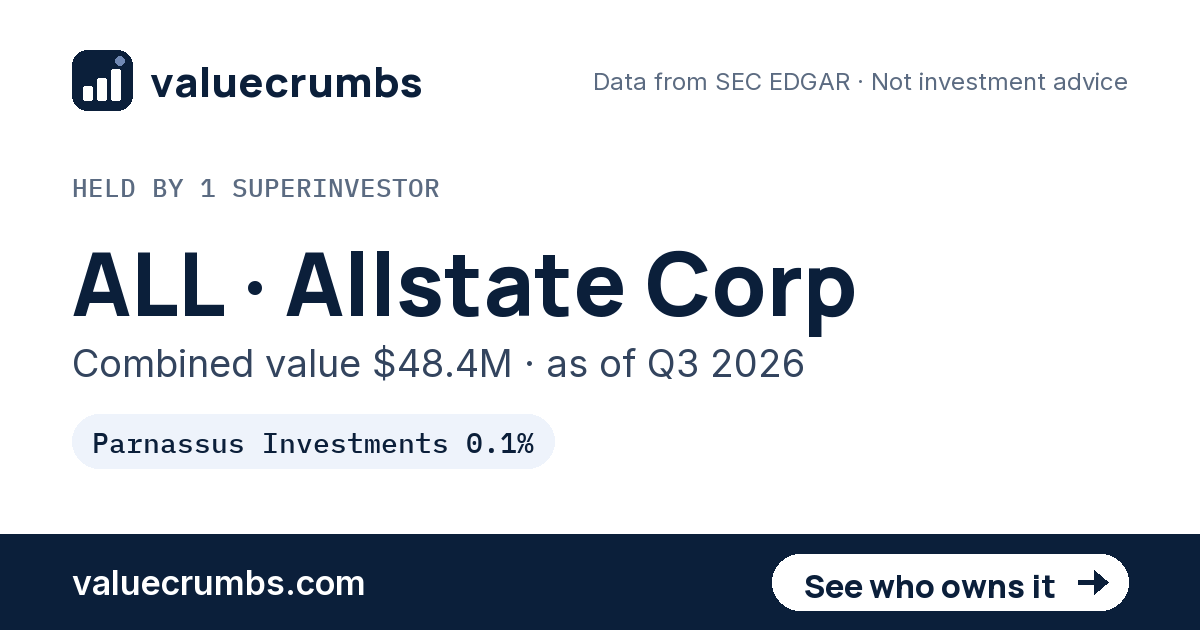 valuecrumbs
Data from SEC EDGAR · Not investment advice
HELD BY 1 SUPERINVESTOR
ALL · Allstate Corp
Combined value $48.4M · as of Q3 2026
Parnassus Investments 0.1%
valuecrumbs.com
See who owns it →